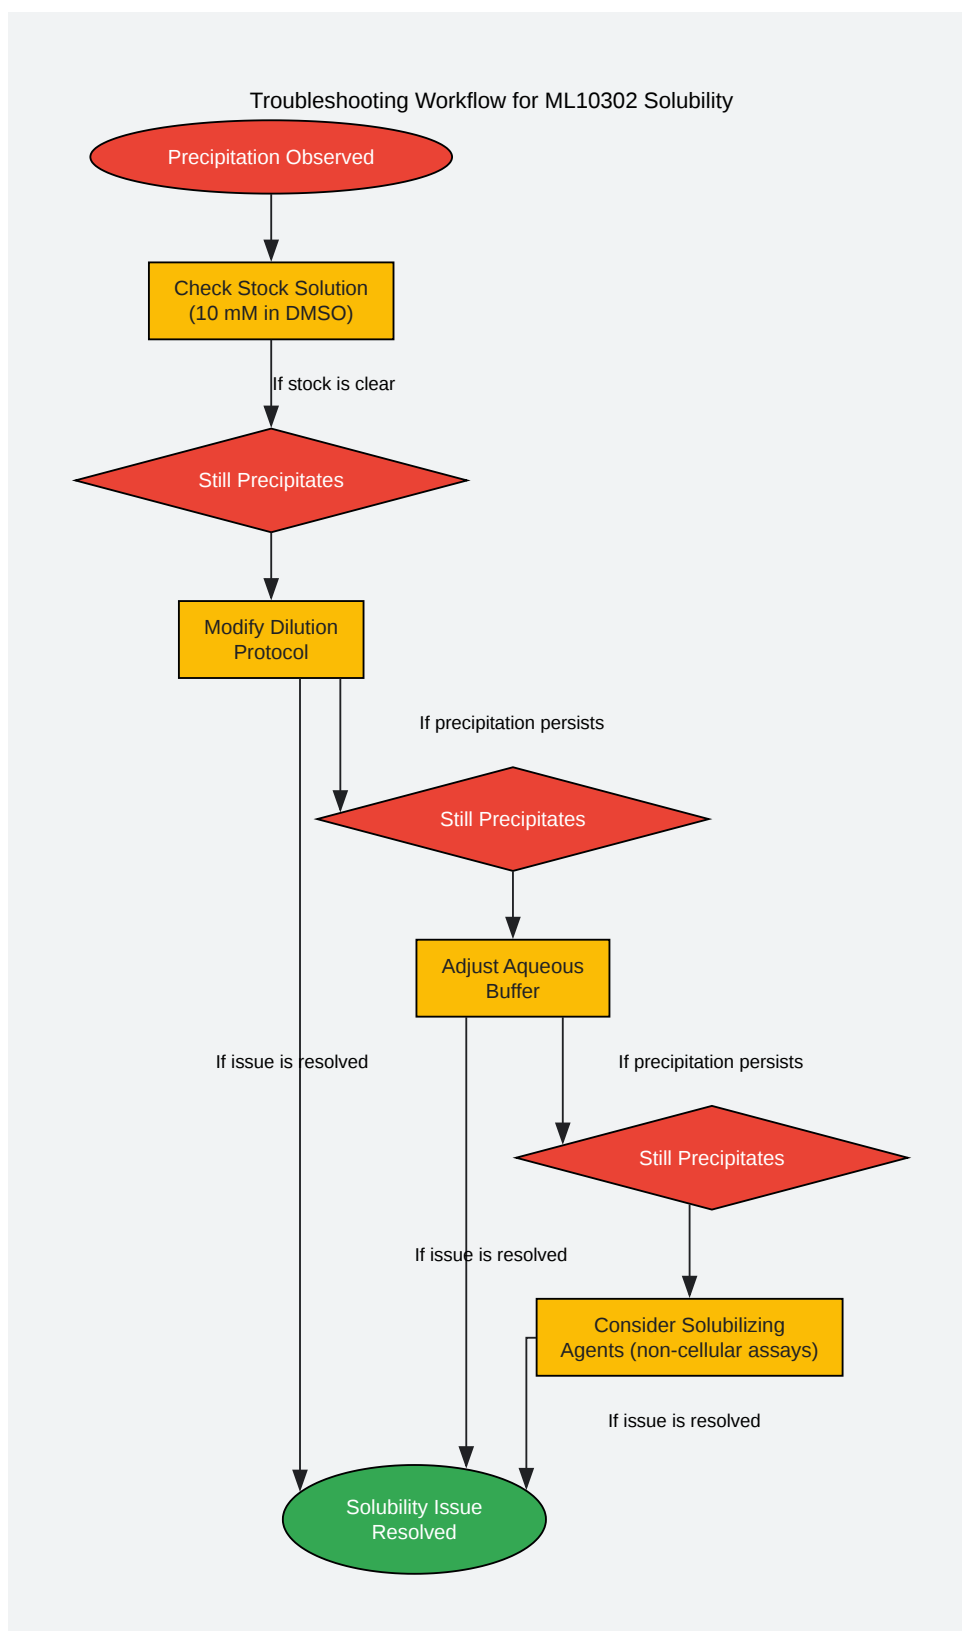 Troubleshooting Workflow for ML10302 Solubility
Precipitation Observed
Check Stock Solution
(10 mM in DMSO)
If stock is clear
Still Precipitates
Modify Dilution
Protocol
If precipitation persists
Still Precipitates
Adjust Aqueous
Buffer
If issue is resolved
If precipitation persists
Still Precipitates
If issue is resolved
Consider Solubilizing
Agents (non-cellular assays)
If issue is resolved
Solubility Issue
Resolved